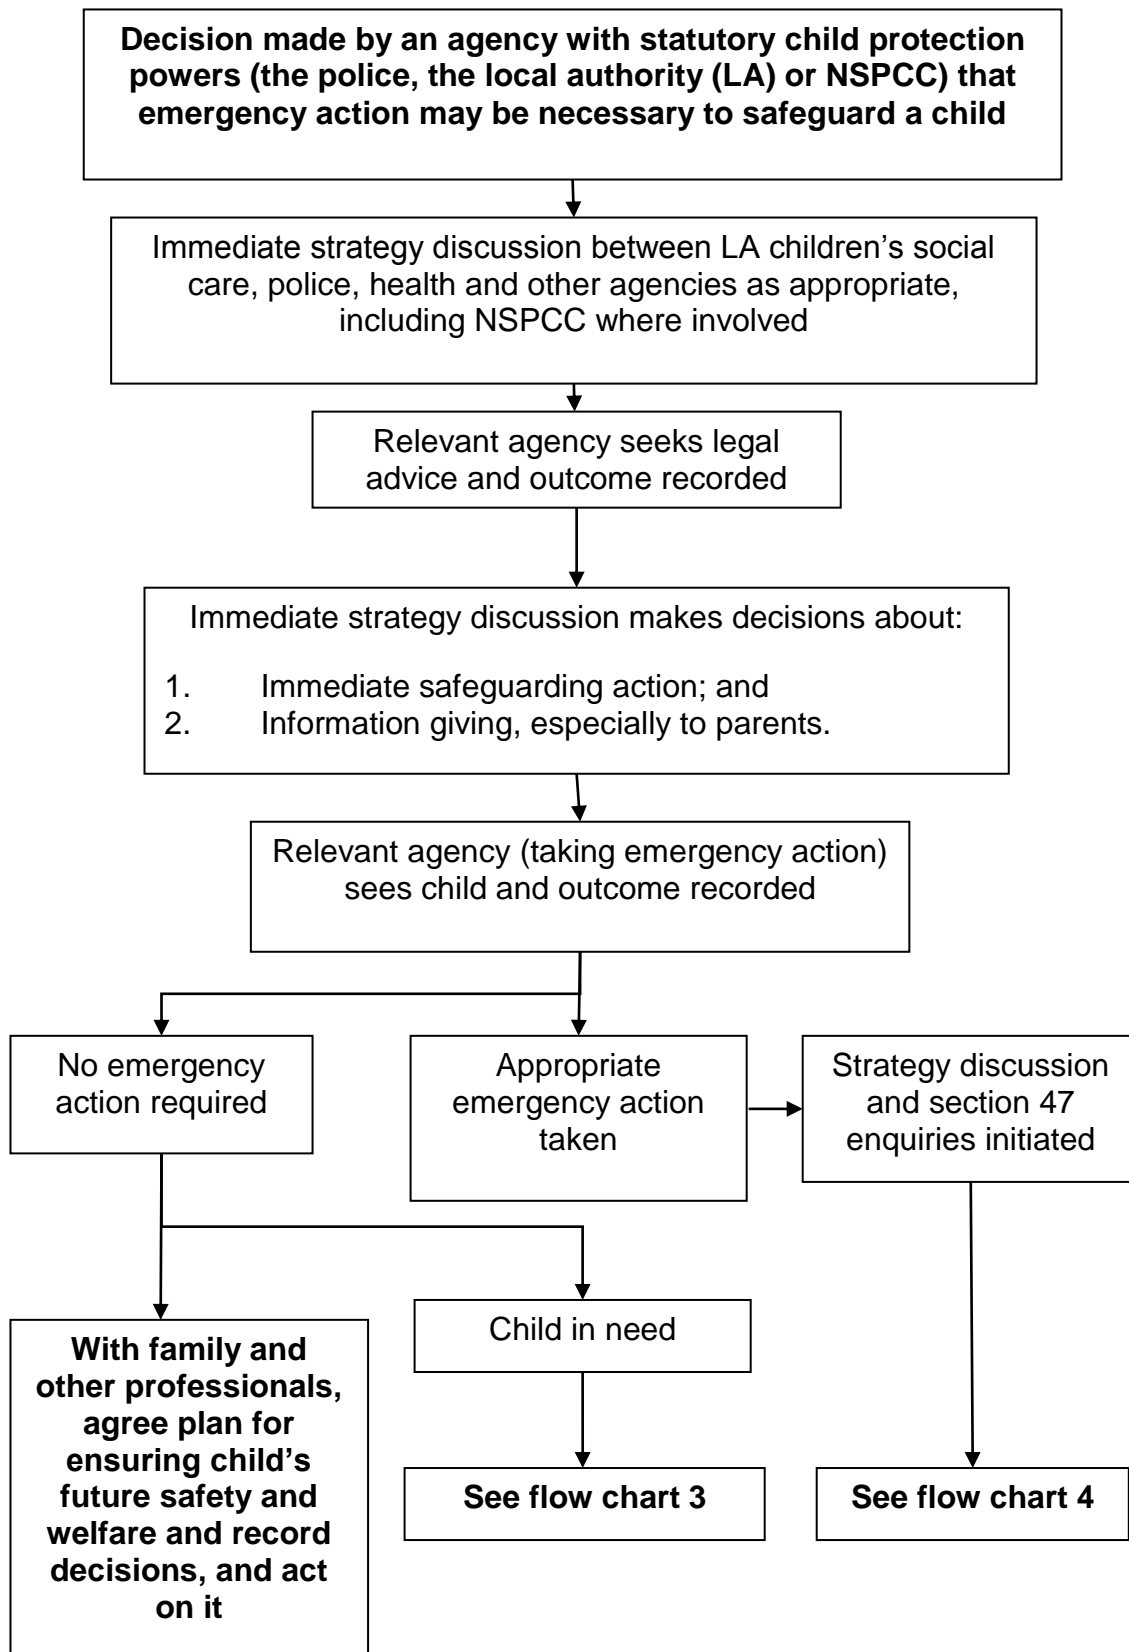 Decision made by an agency with statutory child protection
powers (the police, the local authority (LA) or NSPCC) that
emergency action may be necessary to safeguard a child
Immediate strategy discussion between LA children’s social
care, police, health and other agencies as appropriate,
including NSPCC where involved
Relevant agency seeks legal
advice and outcome recorded
Immediate strategy discussion makes decisions about:
1. Immediate safeguarding action; and
2. Information giving, especially to parents.
Relevant agency (taking emergency action)
sees child and outcome recorded
No emergency
action required
Appropriate
emergency action
taken
Strategy discussion
and section 47
enquiries initiated
With family and
other professionals,
agree plan for
ensuring child’s
future safety and
welfare and record
decisions, and act
on it
Child in need
See flow chart 3
See flow chart 4